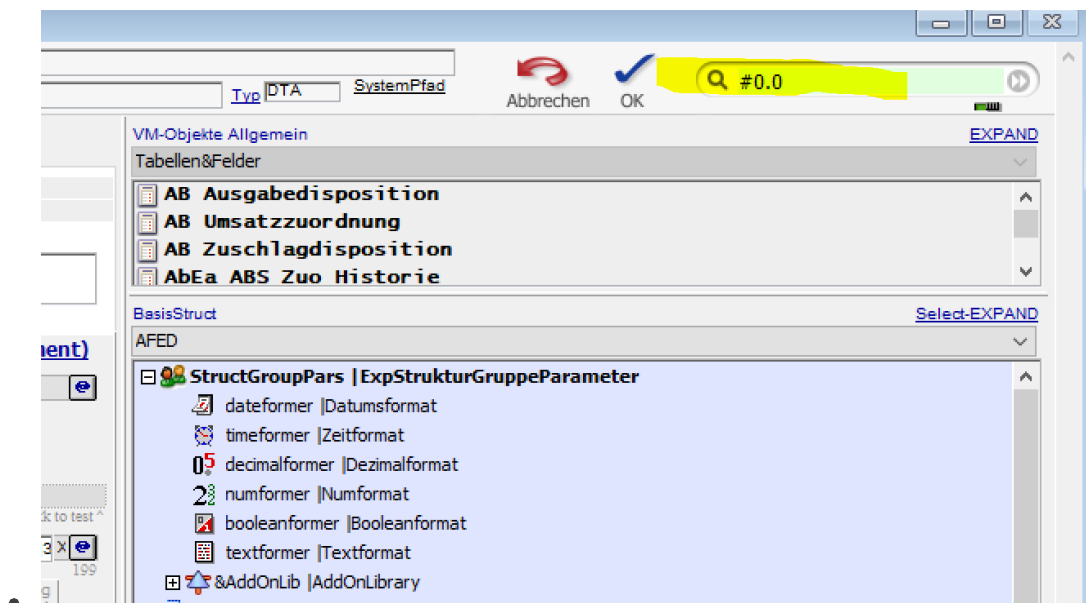 #0.0
Typ DTA SystemPfad
Abbrechen OK
VM-Objekte Allgemein EXPAND
Tabellen&Felder
AB Ausgabedisposition
AB Umsatzzuordnung
AB Zuschlagdisposition
AbEa ABS Zuo Historie
BasisStruct Select-EXPAND
AFED
ient)
StructGroupPars |ExpStrukturGruppeParameter
dateformer |Datumsformat
timeformer |Zeitformat
decimalformer |Dezimalformat
numformer |Numformat
booleanformer |Booleanformat
textformer |Textformat
&AddOnLib |AddOnLibrary
k to test ^
3 X
199
g